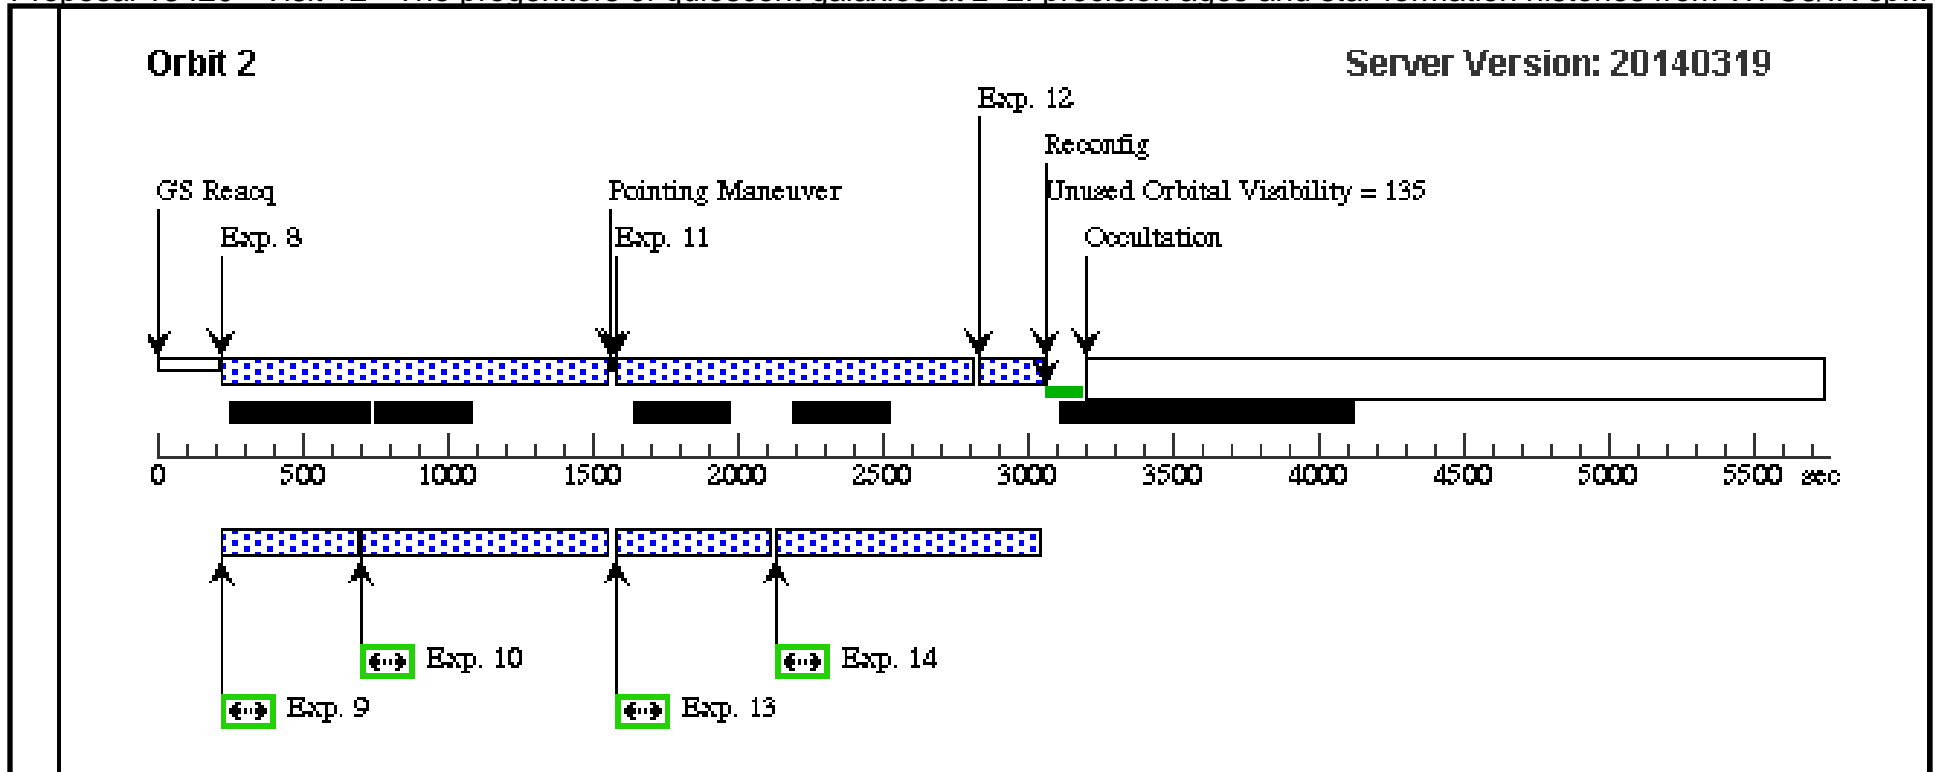 Orbit 2
Server Version: 20140319
Exp. 12
Reconfig
GS Reacq
Pointing Maneuver
Unused Orbital Visibility = 135
Exp. 8
Exp. 11
Occultation
0 500 1000 1500 2000 2500 3000 3500 4000 4500 5000 5500 sec
Exp. 10
Exp. 14
Exp. 9
Exp. 13